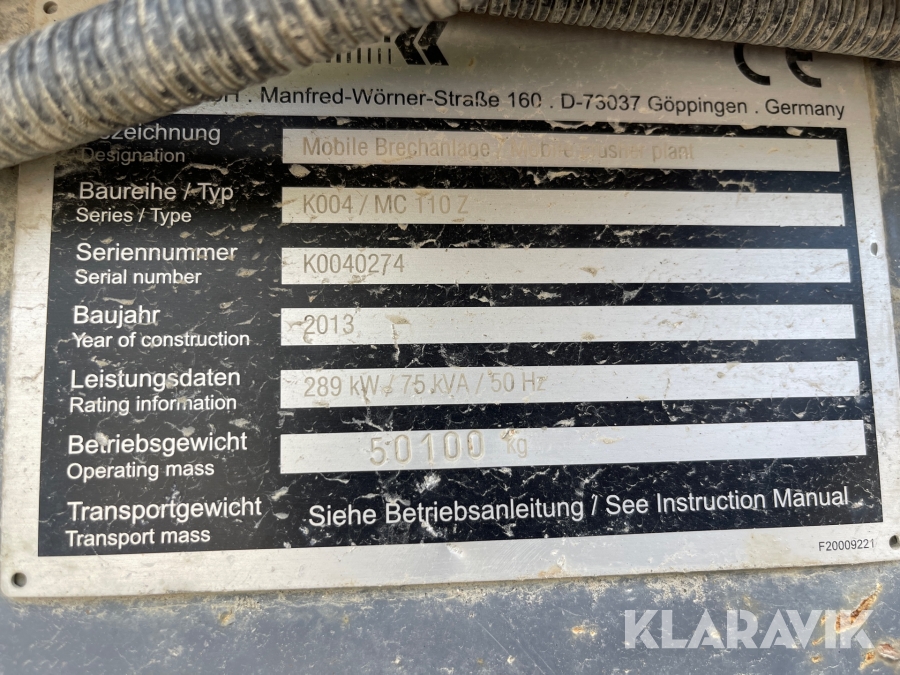 H . Manfred-Wörner-Straße 160 . D-73037 Göppingen . Germany
CE
zeichnung
Designation
Mobile Brechanlage / plant
Baureihe / Typ
Series / Type
K004 / MC 110 Z
Seriennummer
Serial number
K0040274
Baujahr
Year of construction
2013
Leistungsdaten
Rating information
289 kW / 75 kVA / 50 Hz
Betriebsgewicht
Operating mass
50100 kg
Transportgewicht
Transport mass
Siehe Betriebsanleitung / See Instruction Manual
F20009221
KLARAVIK